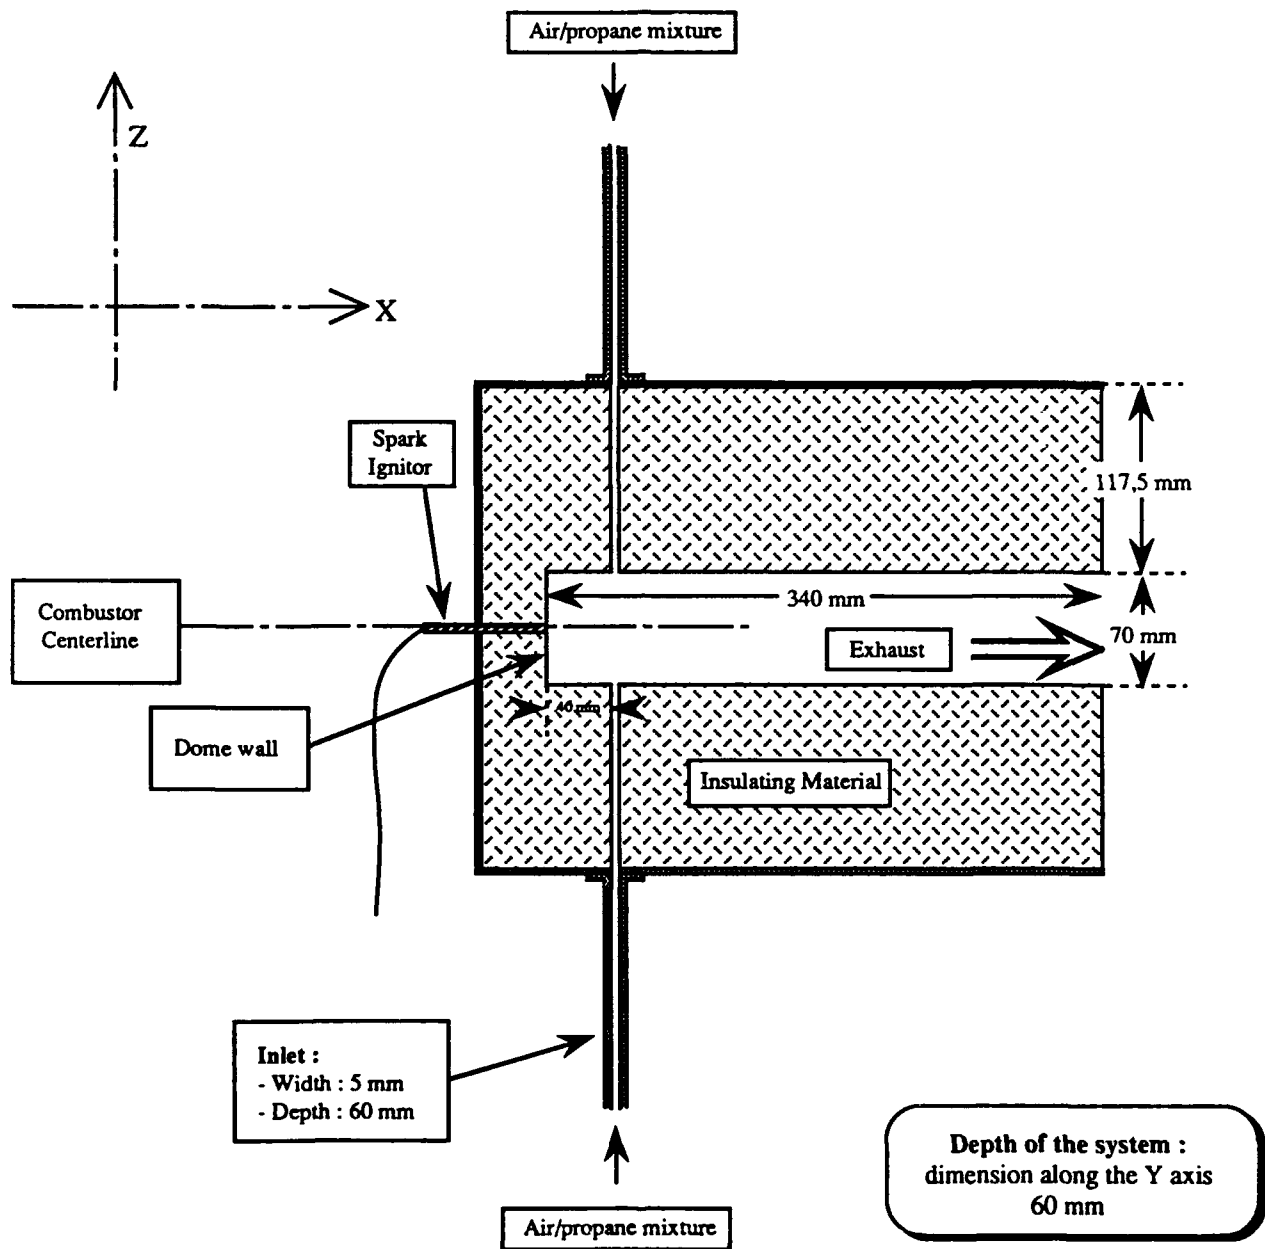 Air/propane mixture
Z
X
Spark
Ignitor
117,5 mm
340 mm
Combustor
Centerline
70 mm
Exhaust
40 mm
Dome wall
Insulating Material
Inlet :
- Width : 5 mm
- Depth : 60 mm
Depth of the system :
dimension along the Y axis
60 mm
Air/propane mixture